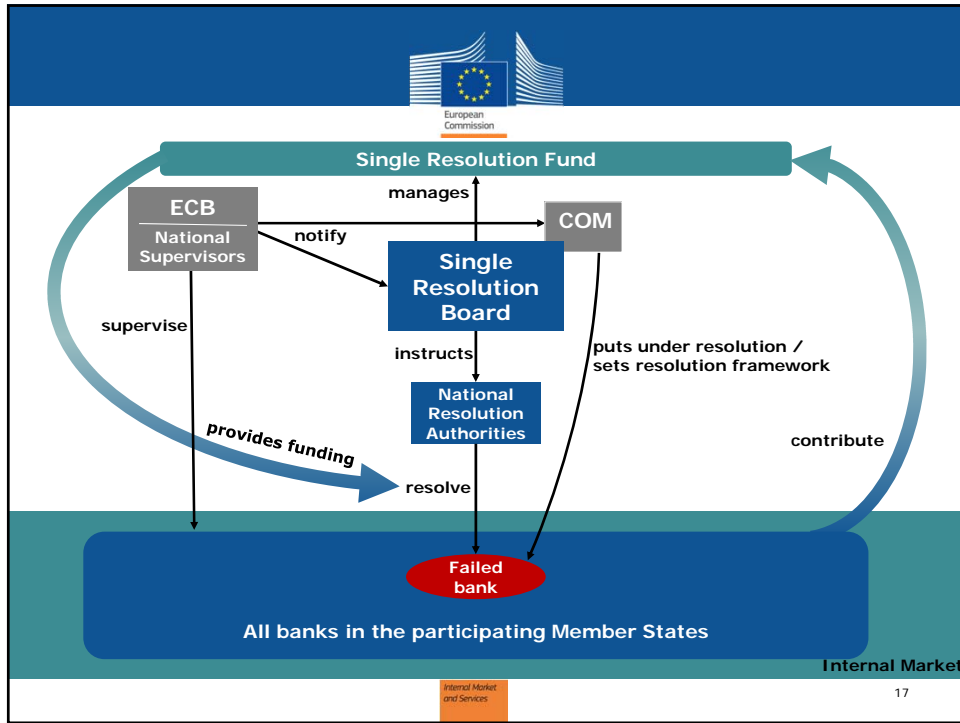 European
Commission
Single Resolution Fund
manages
ECB
National
Supervisors
notify
COM
Single
Resolution
Board
supervise
instructs
puts under resolution /
sets resolution framework
National
Resolution
Authorities
provides funding
contribute
resolve
Failed
bank
All banks in the participating Member States
Internal Market
Internal Market
and Services
17